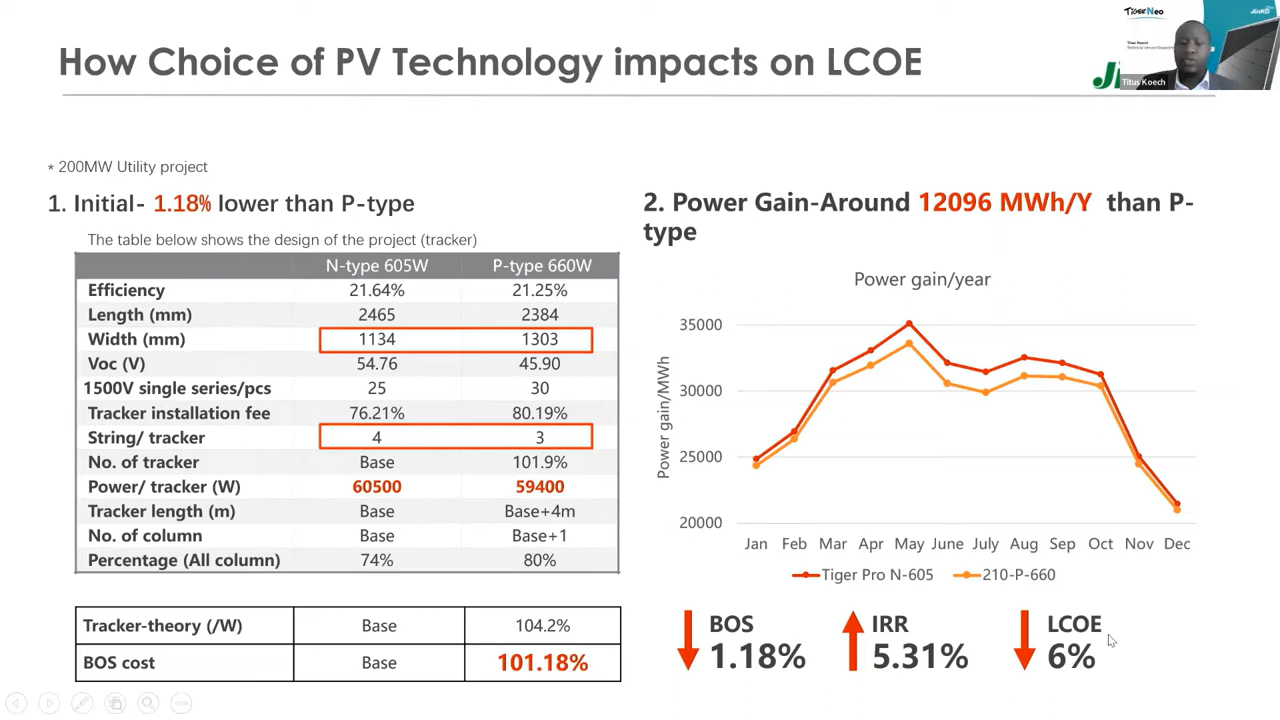 How Choice of PV Technology impacts on LCOE
TIGER Neo
JinKO
Titus Koech
Titus Koech
* 200MW Utility project
1. Initial- 1.18% lower than P-type
The table below shows the design of the project (tracker)
N-type 605W P-type 660W
Efficiency 21.64% 21.25%
Length (mm) 2465 2384
Width (mm) 1134 1303
Voc (V) 54.76 45.90
1500V single series/pcs 25 30
Tracker installation fee 76.21% 80.19%
String/ tracker 4 3
No. of tracker Base 101.9%
Power/ tracker (W) 60500 59400
Tracker length (m) Base Base+4m
No. of column Base Base+1
Percentage (All column) 74% 80%
Tracker-theory (/W) Base 104.2%
BOS cost Base 101.18%
2. Power Gain-Around 12096 MWh/Y than P-
type
Power gain/year
Power gain/MWh
35000
30000
25000
20000
Jan Feb Mar Apr May June July Aug Sep Oct Nov Dec
Tiger Pro N-605 210-P-660
BOS
1.18%
IRR
5.31%
LCOE
6%